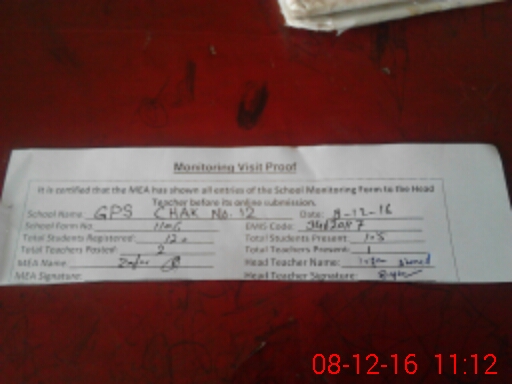 Monitoring Visit Proof
It is certified that the MEA has shown all entries of the School Monitoring Form to the Head
Teacher before its online submission.
School Name: GPS CHAK No. 12 Date: 8-12-16
School Form No EMIS Code:
Total Students Registered: Total Students Present:
Total Teachers Posted: 2 Total Teachers Present: 1
MEA Name: Head Teacher Name:
MEA Signature: Head Teacher Signature:
08-12-16 11:12